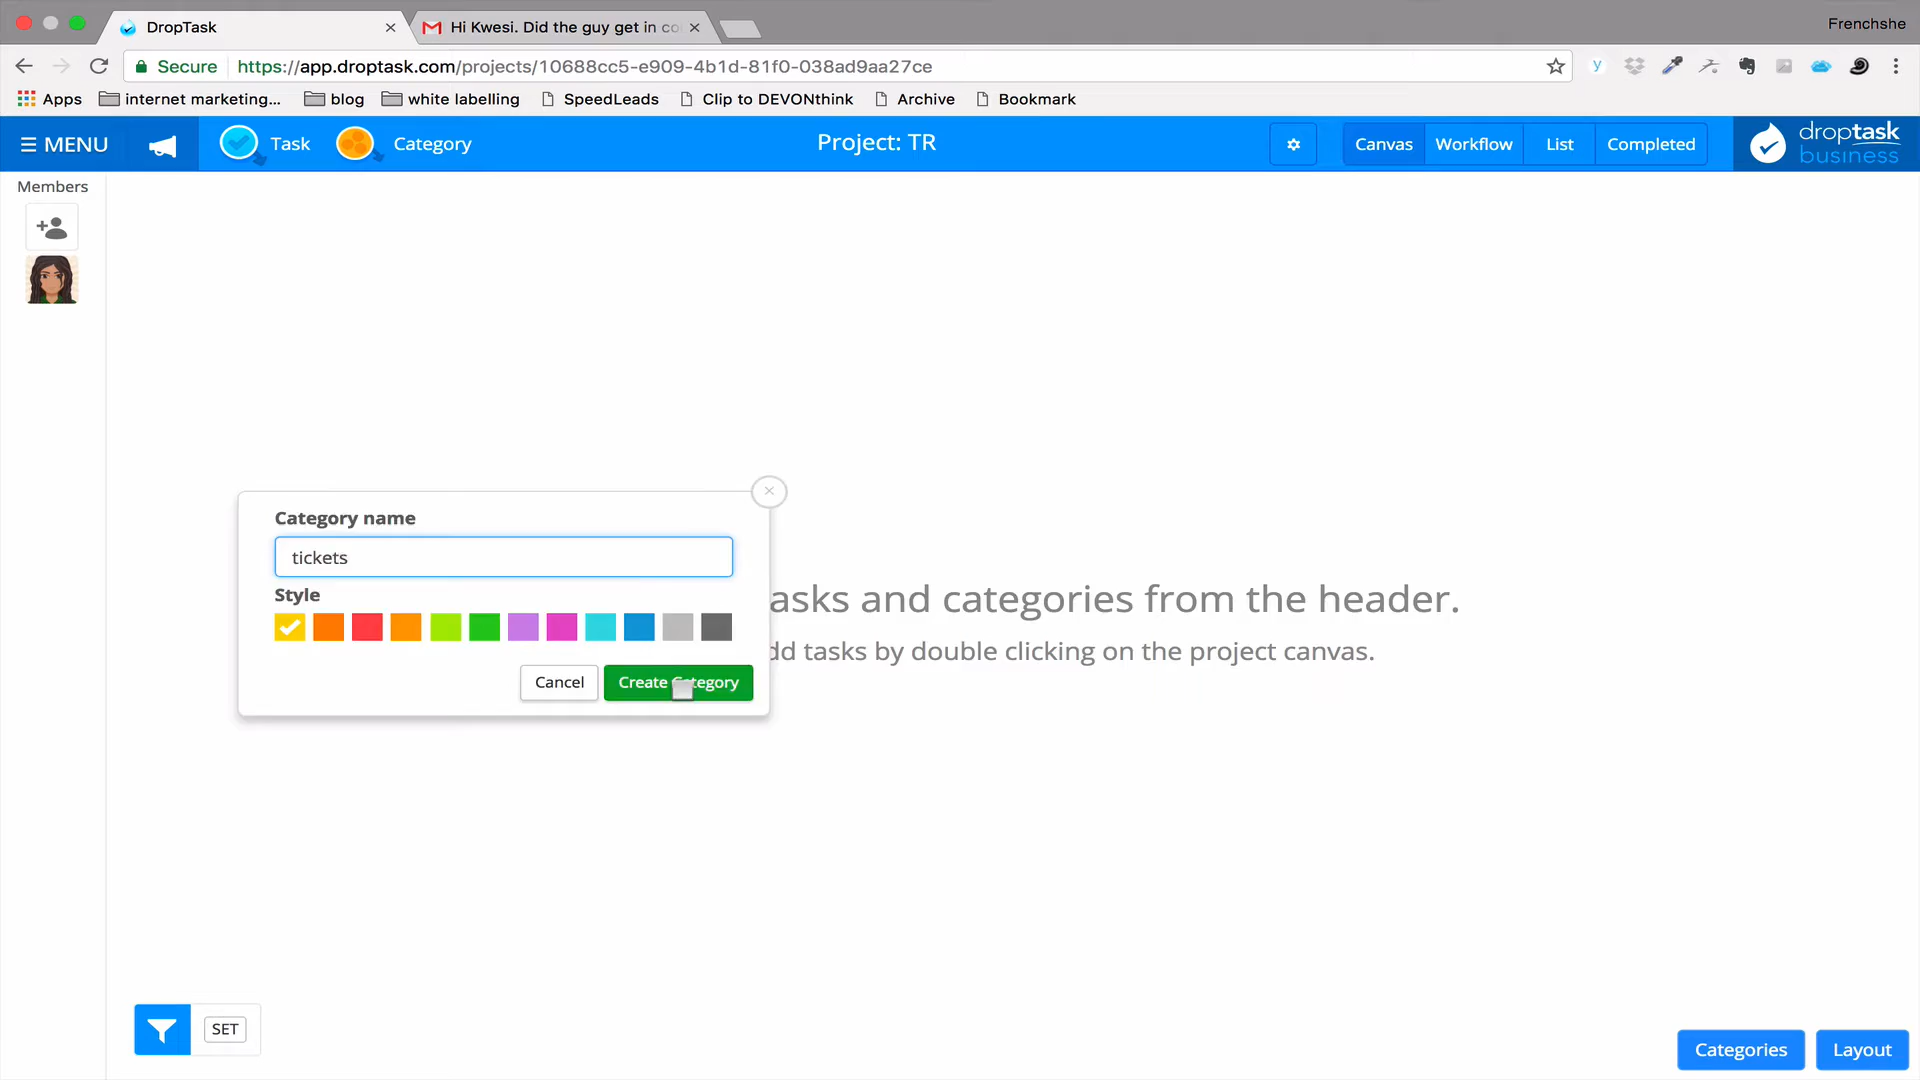 DropTask
Hi Kwesi. Did the guy get in co
Frenchshe
Secure
https://app.droptask.com/projects/10688cc5-e909-4b1d-81f0-038ad9aa27ce
Apps
internet marketing...
blog
white labelling
SpeedLeads
Clip to DEVONthink
Archive
Bookmark
MENU
Task
Category
Project: TR
Canvas
Workflow
List
Completed
droptask
business
Members
Category name
tickets
Style
asks and categories from the header.
dd tasks by double clicking on the project canvas.
Cancel
Create Category
SET
Categories
Layout